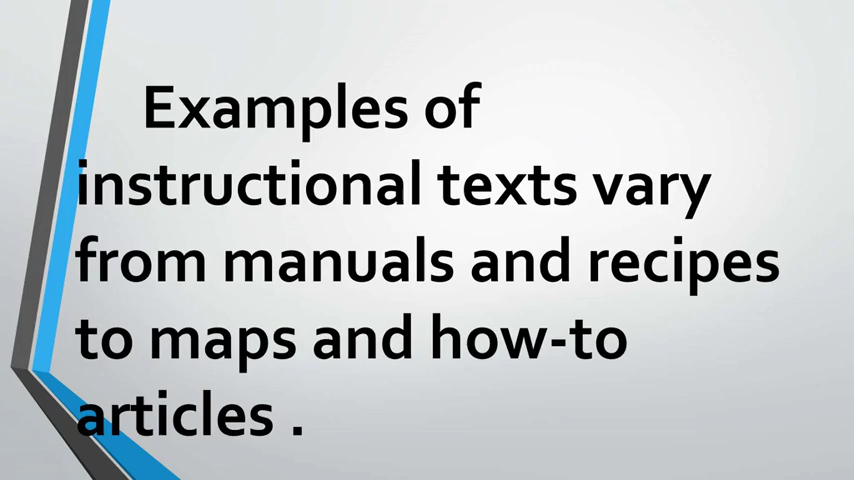 Examples of
instructional texts vary
from manuals and recipes
to maps and how-to
articles .